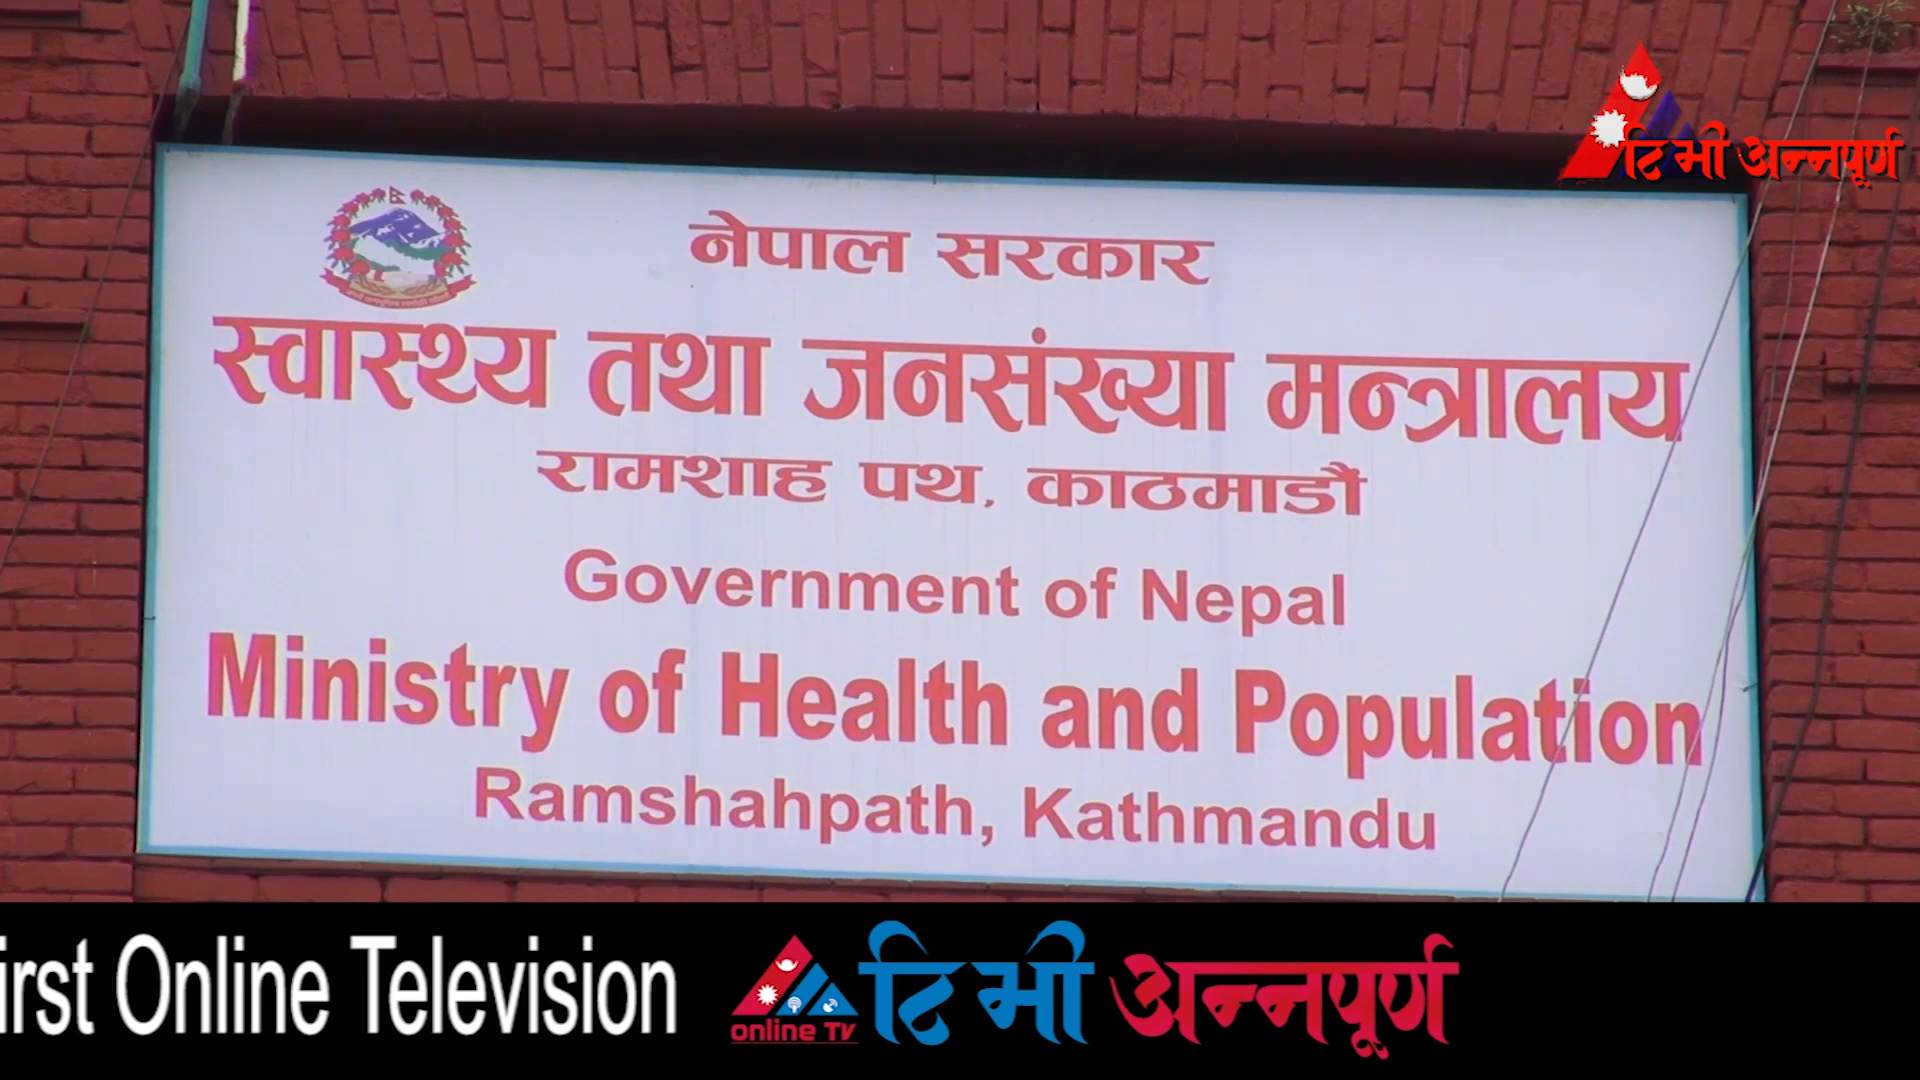 टिभी अन्नपूर्ण
नेपाल सरकार
स्वास्थ्य तथा जनसंख्या मन्त्रालय
रामशाह पथ, काठमाडौं
Government of Nepal
Ministry of Health and Population
Ramshahpath, Kathmandu
irst Online Television
online TV
टिभी अन्नपूर्ण